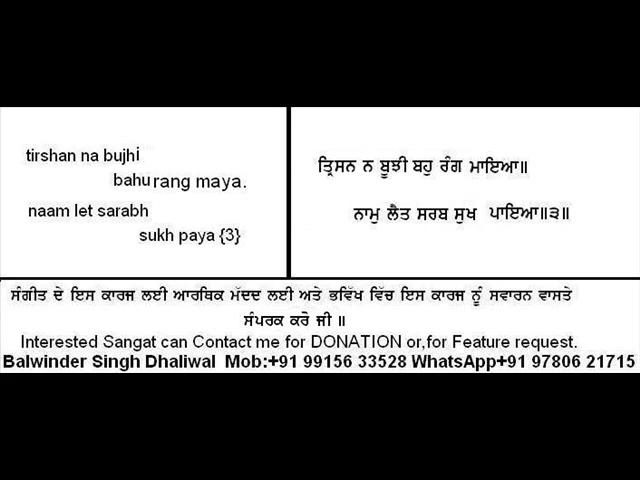 tirshan na bujhi
bahu rang maya.
naam let sarabh
sukh paya {3}
ਤ੍ਰਿਸਨ ਨ ਬੂਝੀ ਬਹੁ ਰੰਗ ਮਾਇਆ॥
ਨਾਮੁ ਲੈਤ ਸਰਬ ਸੁਖ ਪਾਇਆ॥੩॥
ਸੰਗੀਤ ਦੇ ਇਸ ਕਾਰਜ ਲਈ ਆਰਥਿਕ ਮੱਦਦ ਲਈ ਅਤੇ ਭਵਿੱਖ ਵਿੱਚ ਇਸ ਕਾਰਜ ਨੂੰ ਸਵਾਰਨ ਵਾਸਤੇ
ਸੰਪਰਕ ਕਰੋ ਜੀ ॥
Interested Sangat can Contact me for DONATION or,for Feature request.
Balwinder Singh Dhaliwal Mob:+91 99156 33528 WhatsApp+91 97806 21715